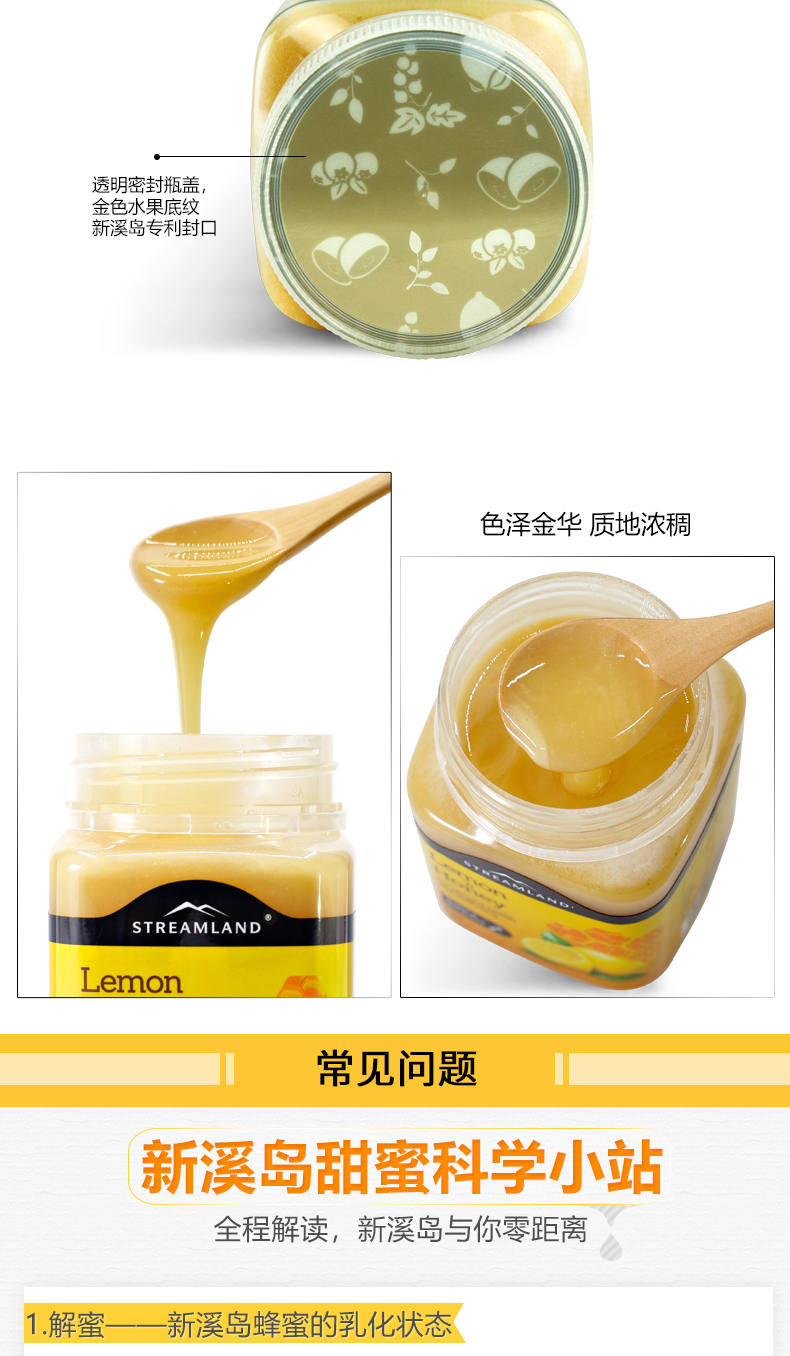 透明密封瓶盖，
金色水果底纹
新溪岛专利封口
色泽金华 质地浓稠
STREAMLAND®
Lemon
STREAMLAND
Lemon
Honey
常见问题
新溪岛甜蜜科学小站
全程解读，新溪岛与你零距离
1.解蜜——新溪岛蜂蜜的乳化状态